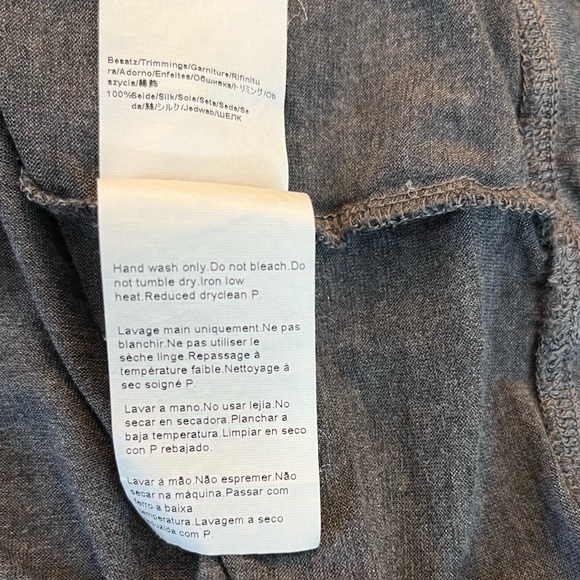 Besatz/Trimmings/Garniture/Rifinitu
ra/Adorno/Enfeites/Обшивка/トリミング/Ob
szycia/緄飾
100%Seide/Silk/Soie/Seta/Seda/Se
da/絲/シルク/Jedwab/ШЕЛК
Hand wash only.Do not bleach.Do
not tumble dry.Iron low
heat.Reduced dryclean P.
Lavage main uniquement.Ne pas
blanchir.Ne pas utiliser le
sèche linge.Repassage à
température faible.Nettoyage à
sec soigné P.
Lavar a mano.No usar lejía.No
secar en secadora.Planchar a
baja temperatura.Limpiar en seco
con P rebajado.
Lavar á mão.Não espremer.Não
secar na máquina.Passar com
ferro a baixa
temperatura.Lavagem a seco
com P.